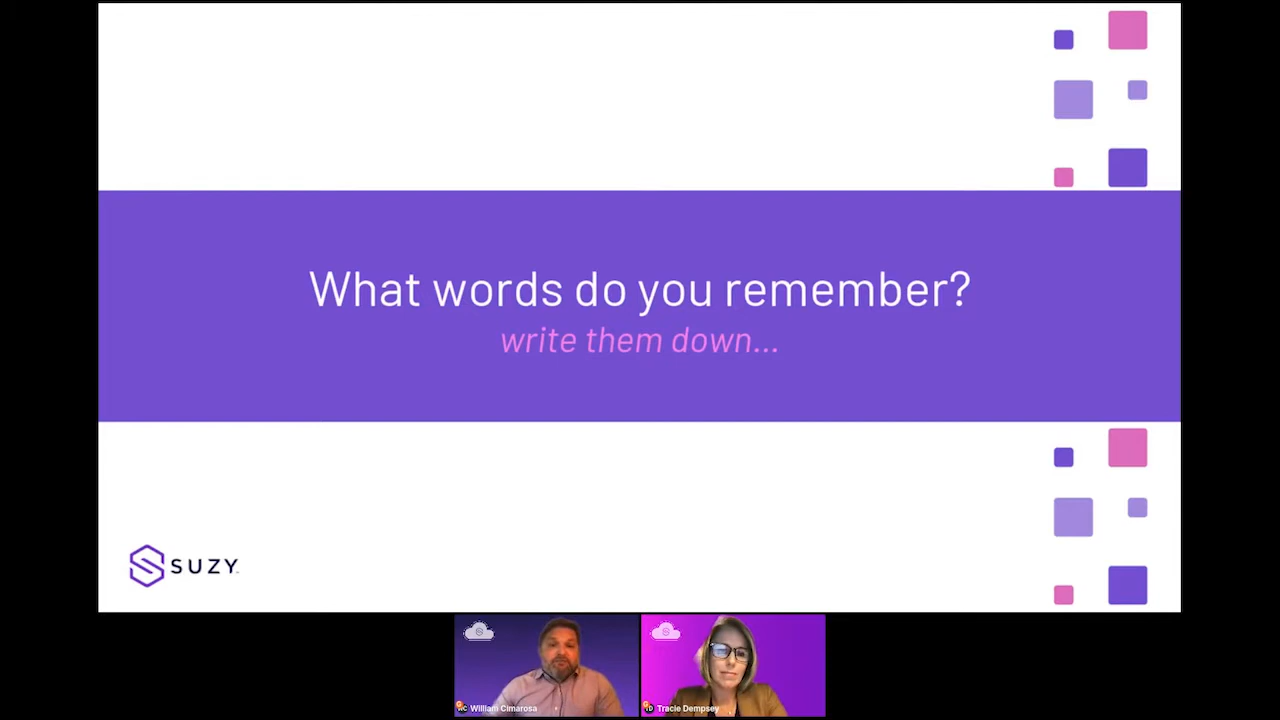 What words do you remember?
write them down...
SUZY
William Cimarosa
Tracie Dempsey